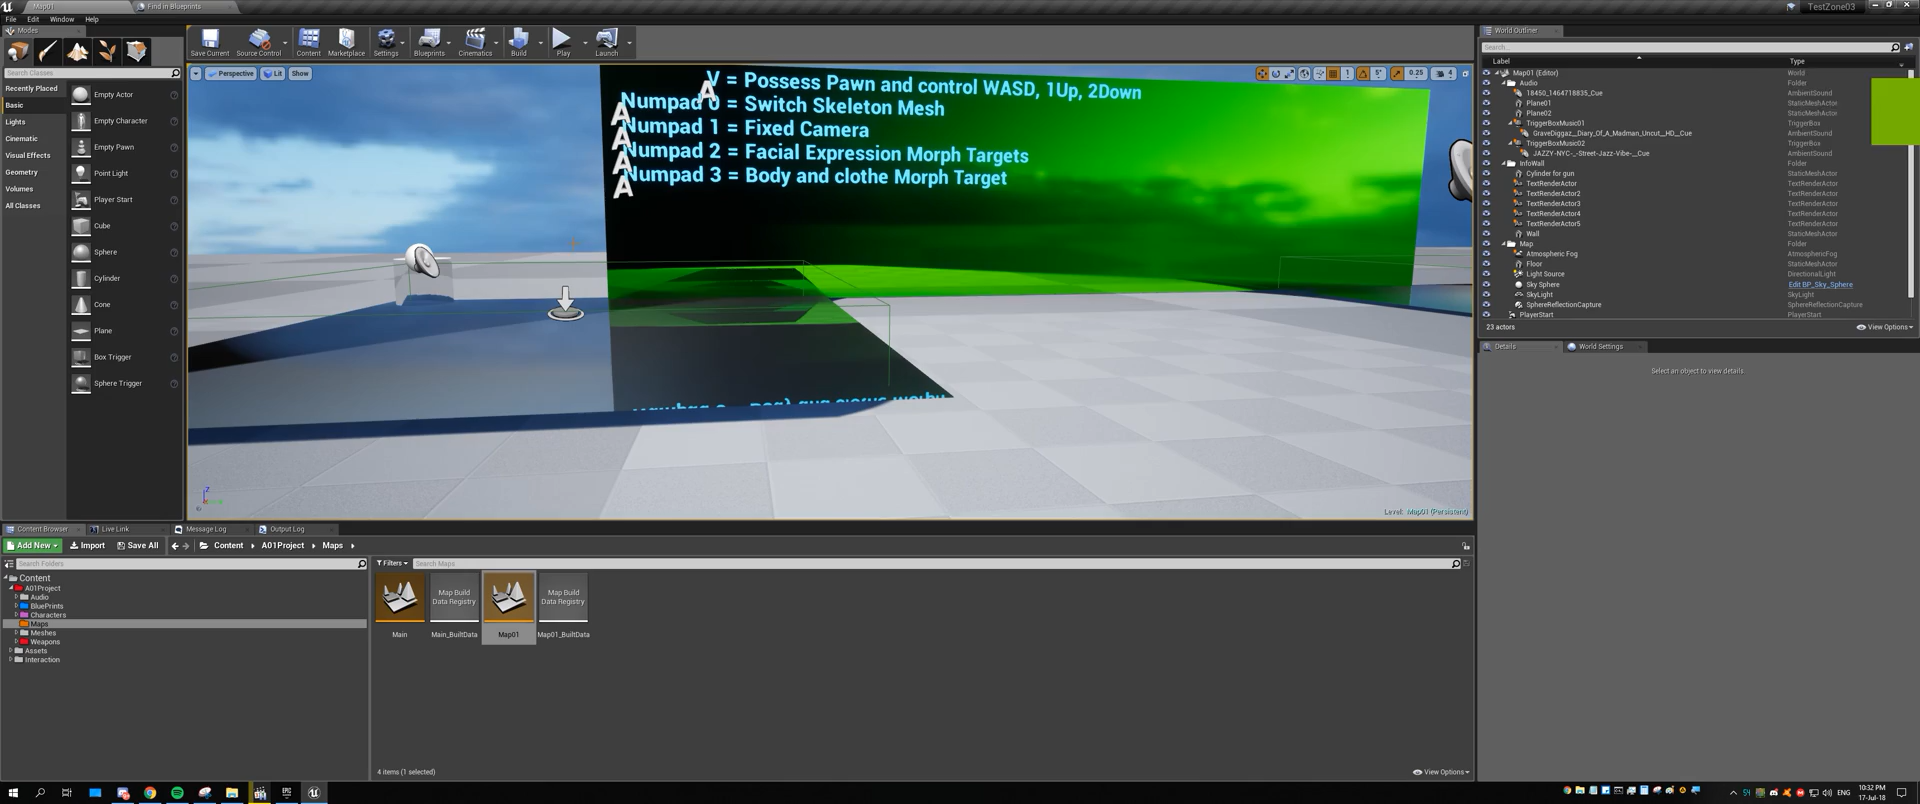 Map01
Find in Blueprints
TestZone03
File Edit Window Help
Modes
Search Classes
Recently Placed
Basic
Lights
Cinematic
Visual Effects
Geometry
Volumes
All Classes
Empty Actor
Empty Character
Empty Pawn
Point Light
Player Start
Cube
Sphere
Cylinder
Cone
Plane
Box Trigger
Sphere Trigger
Save Current
Source Control
Content
Marketplace
Settings
Blueprints
Cinematics
Build
Play
Launch
Perspective
Lit
Show
1
5°
0.25
4
V = Possess Pawn and control WASD, 1Up, 2Down
Numpad 0 = Switch Skeleton Mesh
Numpad 1 = Fixed Camera
Numpad 2 = Facial Expression Morph Targets
Numpad 3 = Body and clothe Morph Target
Level: Map01 (Persistent)
World Outliner
Search...
Label Type
Map01 (Editor) World
Audio Folder
18450_1464718835_Cue AmbientSound
Plane01 StaticMeshActor
Plane02 StaticMeshActor
TriggerBoxMusic01 TriggerBox
GraveDiggaz__Diary_Of_A_Madman_Uncut__HD__Cue AmbientSound
TriggerBoxMusic02 TriggerBox
JAZZY-NYC-_-Street-Jazz-Vibe-__Cue AmbientSound
InfoWall Folder
Cylinder for gun StaticMeshActor
TextRenderActor TextRenderActor
TextRenderActor2 TextRenderActor
TextRenderActor3 TextRenderActor
TextRenderActor4 TextRenderActor
TextRenderActor5 TextRenderActor
Wall StaticMeshActor
Map Folder
Atmospheric Fog AtmosphericFog
Floor StaticMeshActor
Light Source DirectionalLight
Sky Sphere Edit BP_Sky_Sphere
SkyLight SkyLight
SphereReflectionCapture SphereReflectionCapture
PlayerStart PlayerStart
23 actors
View Options
Details
World Settings
Select an object to view details.
Content Browser
Live Link
Message Log
Output Log
Add New
Import
Save All
Content
A01Project
Maps
Search Folders
Filters
Search Maps
Content
A01Project
Audio
BluePrints
Characters
Maps
Meshes
Weapons
Assets
Interaction
Map Build
Data Registry
Map Build
Data Registry
Main
Main_BuiltData
Map01
Map01_BuiltData
4 items (1 selected)
View Options
54
ENG
10:32 PM
17-Jul-18